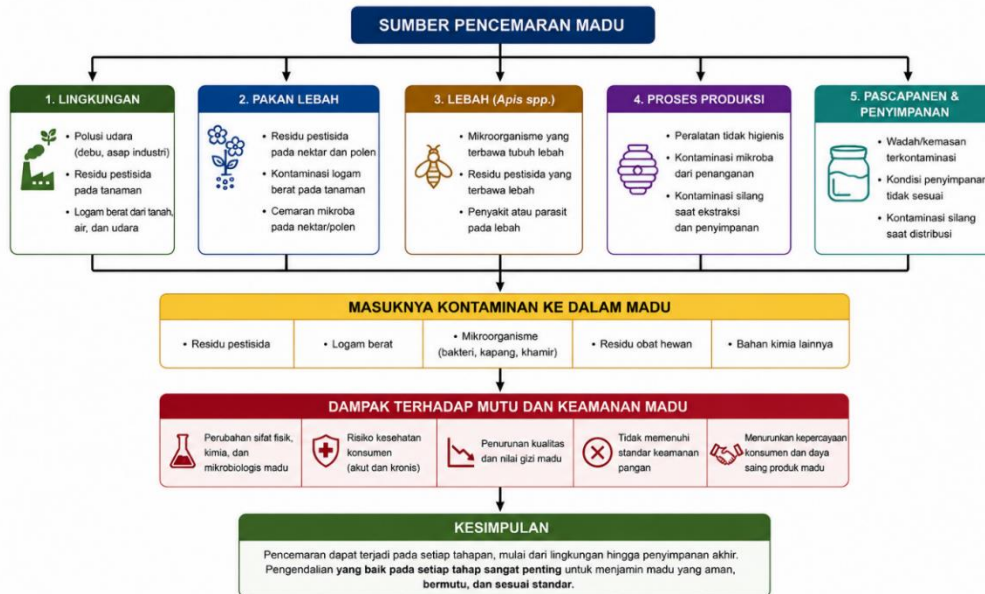 SUMBER PENCEMARAN MADU
1. LINGKUNGAN
• Polusi udara
(debu, asap industri)
• Residu pestisida
pada tanaman
• Logam berat dari tanah,
air, dan udara
2. PAKAN LEBAH
• Residu pestisida
pada nektar dan polen
• Kontaminasi logam
berat pada tanaman
• Cemaran mikroba
pada nektar/polen
3. LEBAH (Apis spp.)
• Mikroorganisme yang
terbawa tubuh lebah
• Residu pestisida yang
terbawa lebah
• Penyakit atau parasit
pada lebah
4. PROSES PRODUKSI
• Peralatan tidak higienis
• Kontaminasi mikroba
dari penanganan
• Kontaminasi silang
saat ekstraksi
dan penyimpanan
5. PASCAPANEN &
PENYIMPANAN
• Wadah/kemasan
terkontaminasi
• Kondisi penyimpanan
tidak sesuai
• Kontaminasi silang
saat distribusi
MASUKNYA KONTAMINAN KE DALAM MADU
• Residu pestisida
• Logam berat
• Mikroorganisme
(bakteri, kapang, khamir)
• Residu obat hewan
• Bahan kimia lainnya
DAMPAK TERHADAP MUTU DAN KEAMANAN MADU
Perubahan sifat fisik,
kimia, dan
mikrobiologis madu
Risiko kesehatan
konsumen
(akut dan kronis)
Penurunan kualitas
dan nilai gizi madu
Tidak memenuhi
standar keamanan
pangan
Menurunkan kepercayaan
konsumen dan daya
saing produk madu
KESIMPULAN
Pencemaran dapat terjadi pada setiap tahapan, mulai dari lingkungan hingga penyimpanan akhir.
Pengendalian yang baik pada setiap tahap sangat penting untuk menjamin madu yang aman,
bermutu, dan sesuai standar.